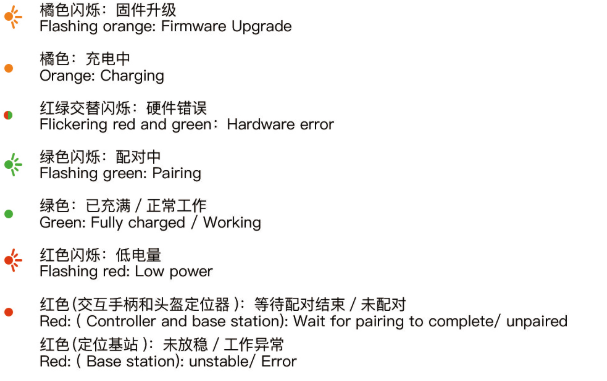 橘色闪烁：固件升级
Flashing orange: Firmware Upgrade
橘色：充电中
Orange: Charging
红绿交替闪烁：硬件错误
Flickering red and green：Hardware error
绿色闪烁：配对中
Flashing green: Pairing
绿色：已充满 / 正常工作
Green: Fully charged / Working
红色闪烁：低电量
Flashing red: Low power
红色(交互手柄和头盔定位器 )：等待配对结束 / 未配对
Red: ( Controller and base station): Wait for pairing to complete/ unpaired
红色(定位基站 )：未放稳 / 工作异常
Red: ( Base station): unstable/ Error